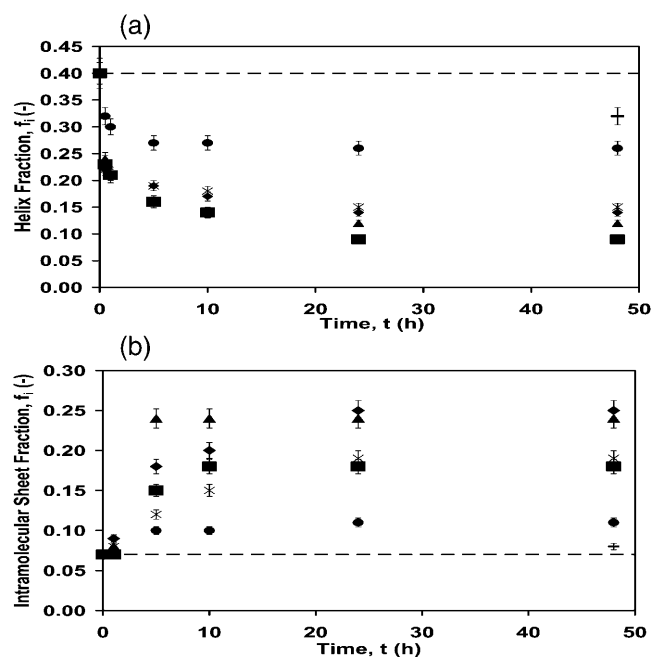 (a)
Helix Fraction, fi (-)
0.45
0.40
0.35
0.30
0.25
0.20
0.15
0.10
0.05
0.00
0 10 20 30 40 50
Time, t (h)
(b)
Intramolecular Sheet Fraction, fi (-)
0.30
0.25
0.20
0.15
0.10
0.05
0.00
0 10 20 30 40 50
Time, t (h)